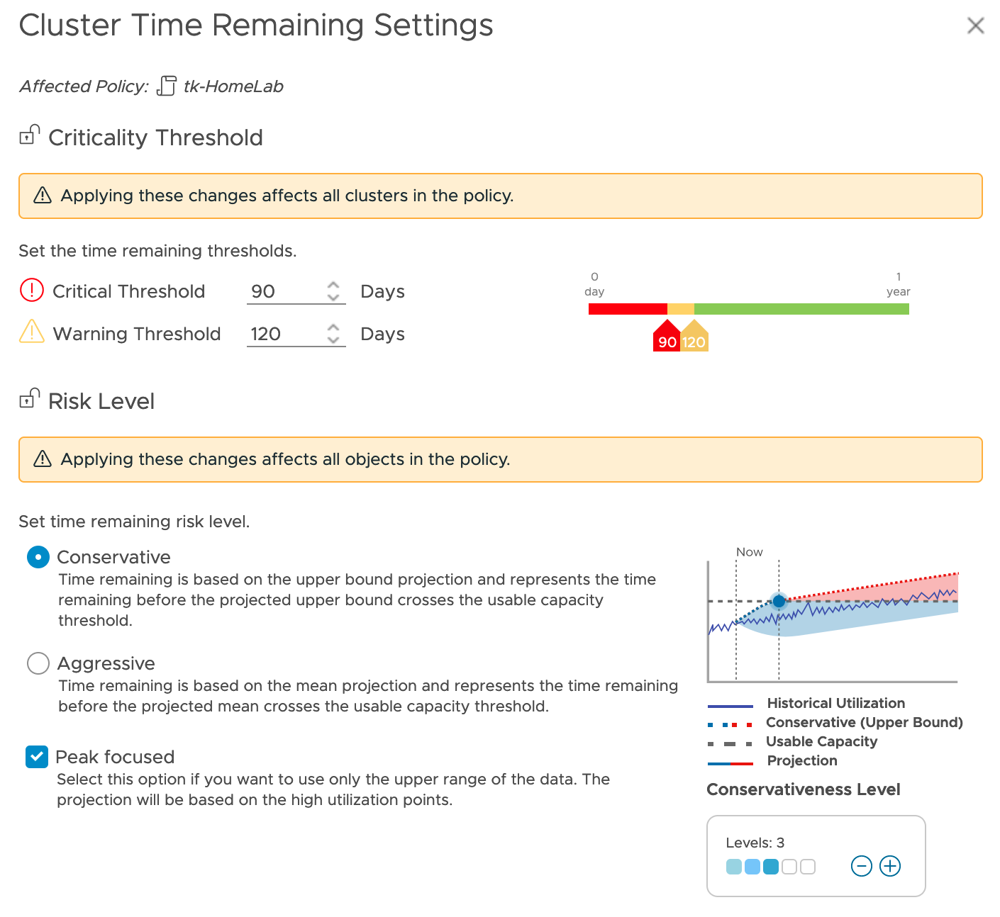 Cluster Time Remaining Settings
Affected Policy: tk-HomeLab
Criticality Threshold
Applying these changes affects all clusters in the policy.
Set the time remaining thresholds.
Critical Threshold 90 Days
Warning Threshold 120 Days
0 day
1 year
90 120
Risk Level
Applying these changes affects all objects in the policy.
Set time remaining risk level.
Conservative
Time remaining is based on the upper bound projection and represents the time
remaining before the projected upper bound crosses the usable capacity
threshold.
Aggressive
Time remaining is based on the mean projection and represents the time remaining
before the projected mean crosses the usable capacity threshold.
Peak focused
Select this option if you want to use only the upper range of the data. The
projection will be based on the high utilization points.
Now
Historical Utilization
Conservative (Upper Bound)
Usable Capacity
Projection
Conservativeness Level
Levels: 3